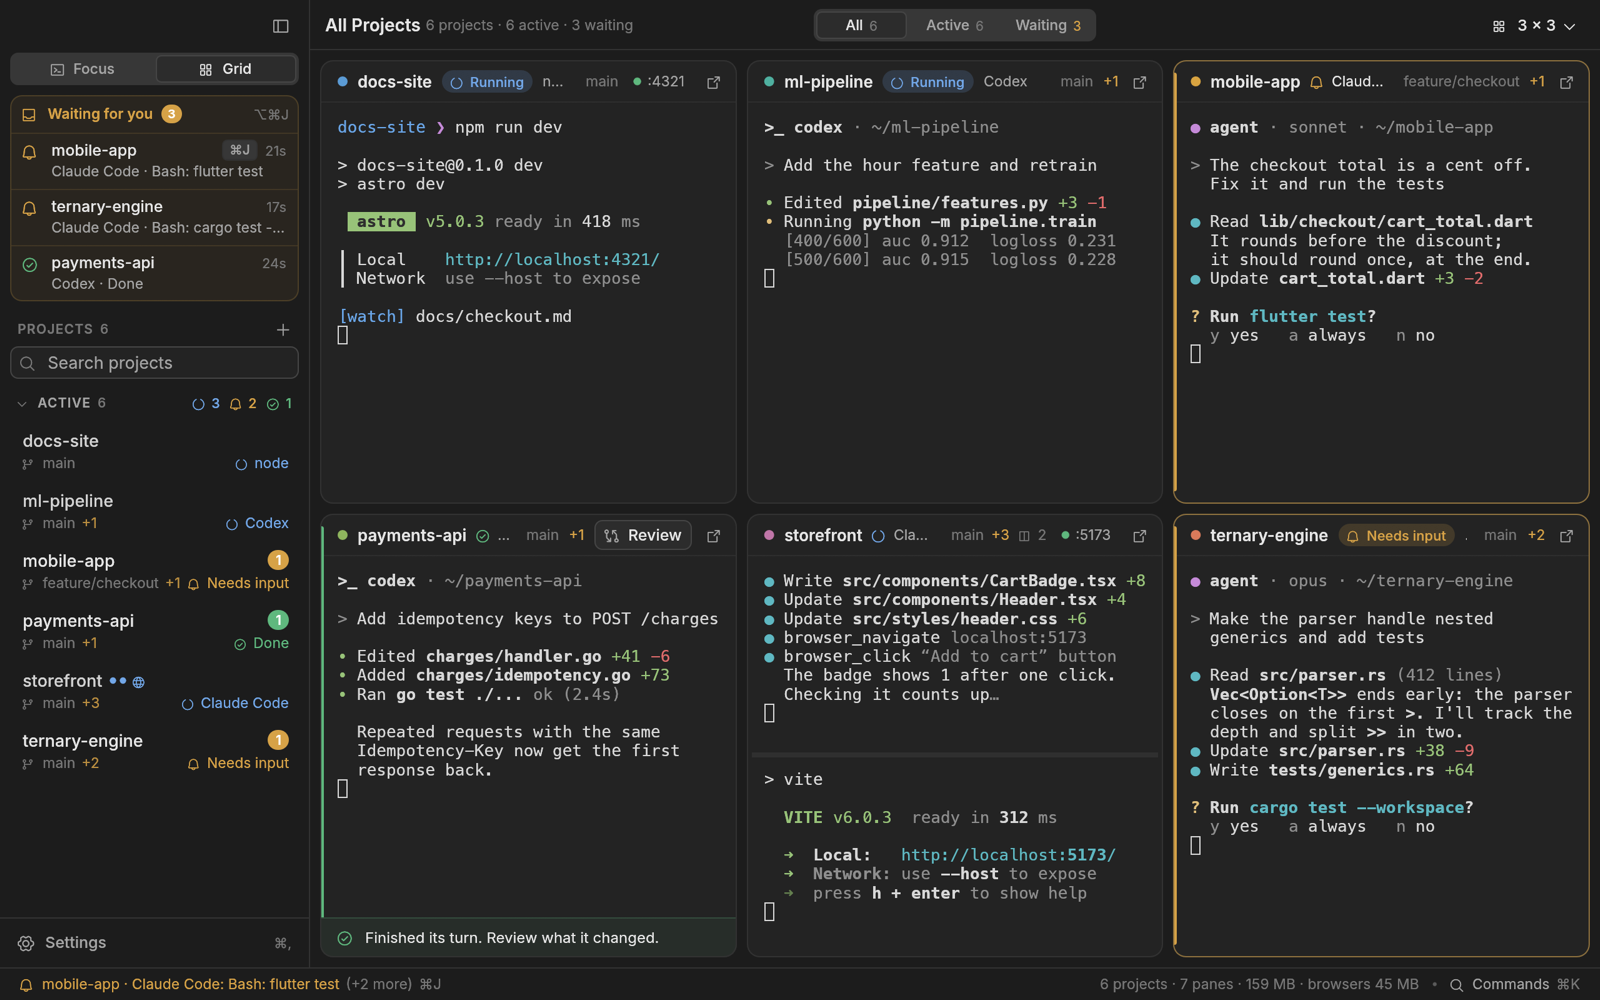 Focus
Grid
Waiting for you 3 ⌥⌘J
mobile-app ⌘J 21s
Claude Code · Bash: flutter test
ternary-engine 17s
Claude Code · Bash: cargo test -...
payments-api 24s
Codex · Done
PROJECTS 6
Search projects
ACTIVE 6 3 2 1
docs-site
main node
ml-pipeline
main +1 Codex
mobile-app 1
feature/checkout +1 Needs input
payments-api 1
main +1 Done
storefront
main +3 Claude Code
ternary-engine 1
main +2 Needs input
Settings ⌘,
All Projects 6 projects · 6 active · 3 waiting
All 6 Active 6 Waiting 3
3 × 3
docs-site Running n... main :4321
docs-site ❯ npm run dev
> docs-site@0.1.0 dev
> astro dev
astro v5.0.3 ready in 418 ms
Local http://localhost:4321/
Network use --host to expose
[watch] docs/checkout.md
ml-pipeline Running Codex main +1
>_ codex · ~/ml-pipeline
> Add the hour feature and retrain
• Edited pipeline/features.py +3 −1
• Running python -m pipeline.train
[400/600] auc 0.912 logloss 0.231
[500/600] auc 0.915 logloss 0.228
mobile-app Claud... feature/checkout +1
● agent · sonnet · ~/mobile-app
> The checkout total is a cent off.
Fix it and run the tests
● Read lib/checkout/cart_total.dart
It rounds before the discount;
it should round once, at the end.
● Update cart_total.dart +3 −2
? Run flutter test?
y yes a always n no
payments-api ... main +1 Review
>_ codex · ~/payments-api
> Add idempotency keys to POST /charges
• Edited charges/handler.go +41 −6
• Added charges/idempotency.go +73
• Ran go test ./... ok (2.4s)
Repeated requests with the same
Idempotency-Key now get the first
response back.
Finished its turn. Review what it changed.
storefront Cla... main +3 2 :5173
● Write src/components/CartBadge.tsx +8
● Update src/components/Header.tsx +4
● Update src/styles/header.css +6
● browser_navigate localhost:5173
● browser_click “Add to cart” button
The badge shows 1 after one click.
Checking it counts up…
> vite
VITE v6.0.3 ready in 312 ms
➜ Local: http://localhost:5173/
➜ Network: use --host to expose
➜ press h + enter to show help
ternary-engine Needs input . main +2
● agent · opus · ~/ternary-engine
> Make the parser handle nested
generics and add tests
● Read src/parser.rs (412 lines)
Vec<Option<T>> ends early: the parser
closes on the first >. I'll track the
depth and split >> in two.
● Update src/parser.rs +38 −9
● Write tests/generics.rs +64
? Run cargo test --workspace?
y yes a always n no
mobile-app · Claude Code: Bash: flutter test (+2 more) ⌘J
6 projects · 7 panes · 159 MB · browsers 45 MB • Commands ⌘K